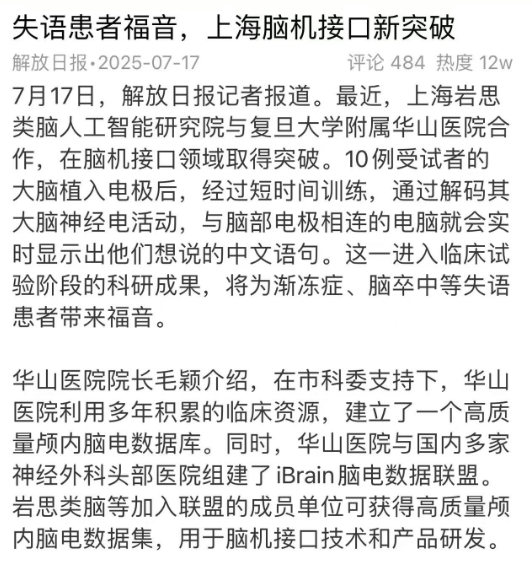 失语患者福音，上海脑机接口新突破
解放日报·2025-07-17 评论 484 热度 12w
7月17日，解放日报记者报道。最近，上海岩思
类脑人工智能研究院与复旦大学附属华山医院合
作，在脑机接口领域取得突破。10例受试者的
大脑植入电极后，经过短时间训练，通过解码其
大脑神经电活动，与脑部电极相连的电脑就会实
时显示出他们想说的中文语句。这一进入临床试
验阶段的科研成果，将为渐冻症、脑卒中等失语
患者带来福音。
华山医院院长毛颖介绍，在市科委支持下，华山
医院利用多年积累的临床资源，建立了一个高质
量颅内脑电数据库。同时，华山医院与国内多家
神经外科头部医院组建了iBrain脑电数据联盟。
岩思类脑等加入联盟的成员单位可获得高质量颅
内脑电数据集，用于脑机接口技术和产品研发。